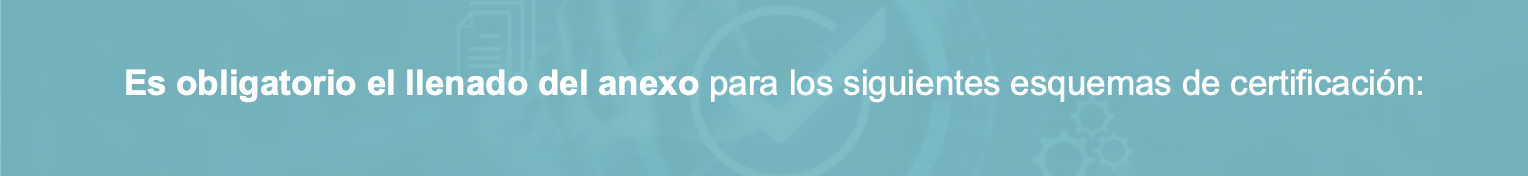 Es obligatorio el llenado del anexo para los siguientes esquemas de certificación: